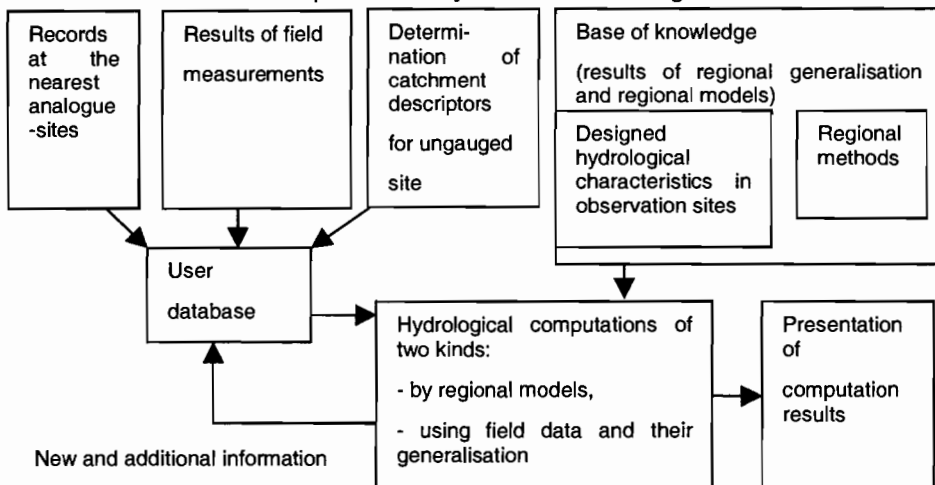 Records
at the
nearest
analogue
-sites
Results of field
measurements
Determi-
nation of
catchment
descriptors
for ungauged
site
Base of knowledge
(results of regional generalisation
and regional models)
Designed
hydrological
characteristics in
observation sites
Regional
methods
User
database
Hydrological computations of
two kinds:
- by regional models,
- using field data and their
generalisation
Presentation
of
computation
results
New and additional information